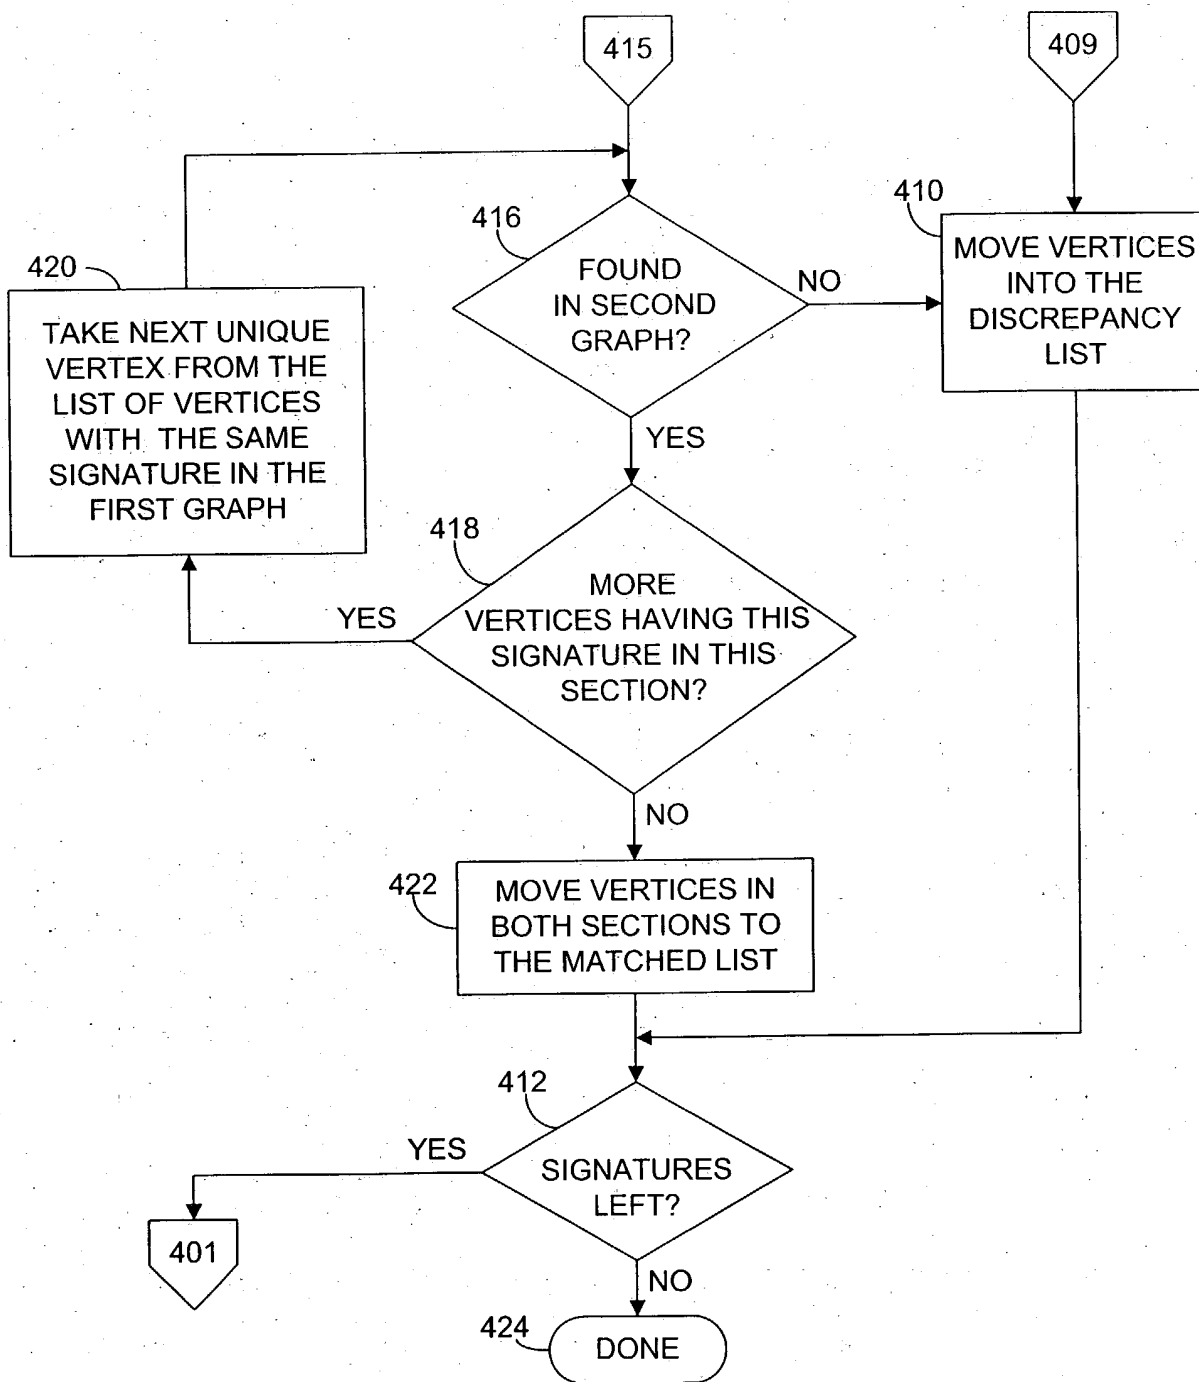 415
409
416
FOUND
IN SECOND
GRAPH?
NO
410
MOVE VERTICES
INTO THE
DISCREPANCY
LIST
420
TAKE NEXT UNIQUE
VERTEX FROM THE
LIST OF VERTICES
WITH THE SAME
SIGNATURE IN THE
FIRST GRAPH
YES
418
MORE
VERTICES HAVING THIS
SIGNATURE IN THIS
SECTION?
YES
NO
422
MOVE VERTICES IN
BOTH SECTIONS TO
THE MATCHED LIST
412
SIGNATURES
LEFT?
YES
401
NO
424
DONE